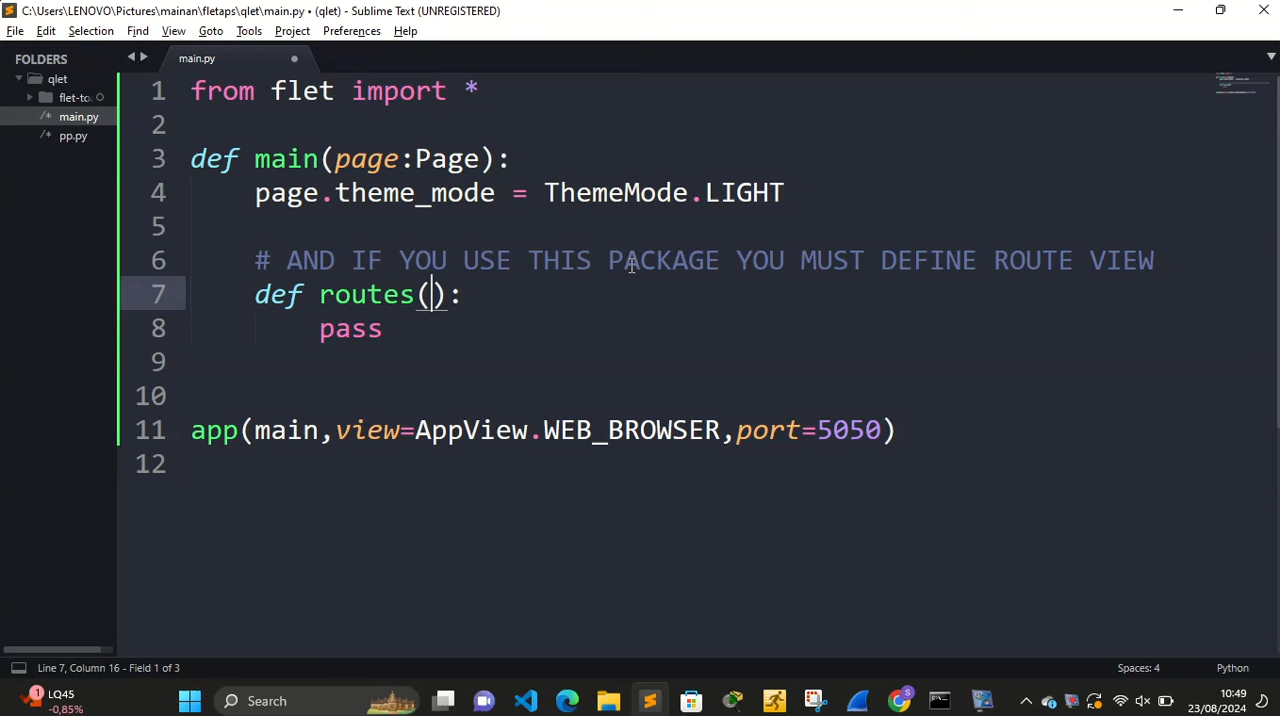 C:\Users\LENOVO\Pictures\mainan\fletaps\qlet\main.py • (qlet) - Sublime Text (UNREGISTERED)
File Edit Selection Find View Goto Tools Project Preferences Help
FOLDERS
qlet
flet-to
main.py
pp.py
main.py
1 from flet import *
2
3 def main(page:Page):
4 page.theme_mode = ThemeMode.LIGHT
5
6 # AND IF YOU USE THIS PACKAGE YOU MUST DEFINE ROUTE VIEW
7 def routes():
8 pass
9
10
11 app(main,view=AppView.WEB_BROWSER,port=5050)
12
Line 7, Column 16 - Field 1 of 3 Spaces: 4 Python
1 LQ45
-0,85%
Search
S
10:49
23/08/2024